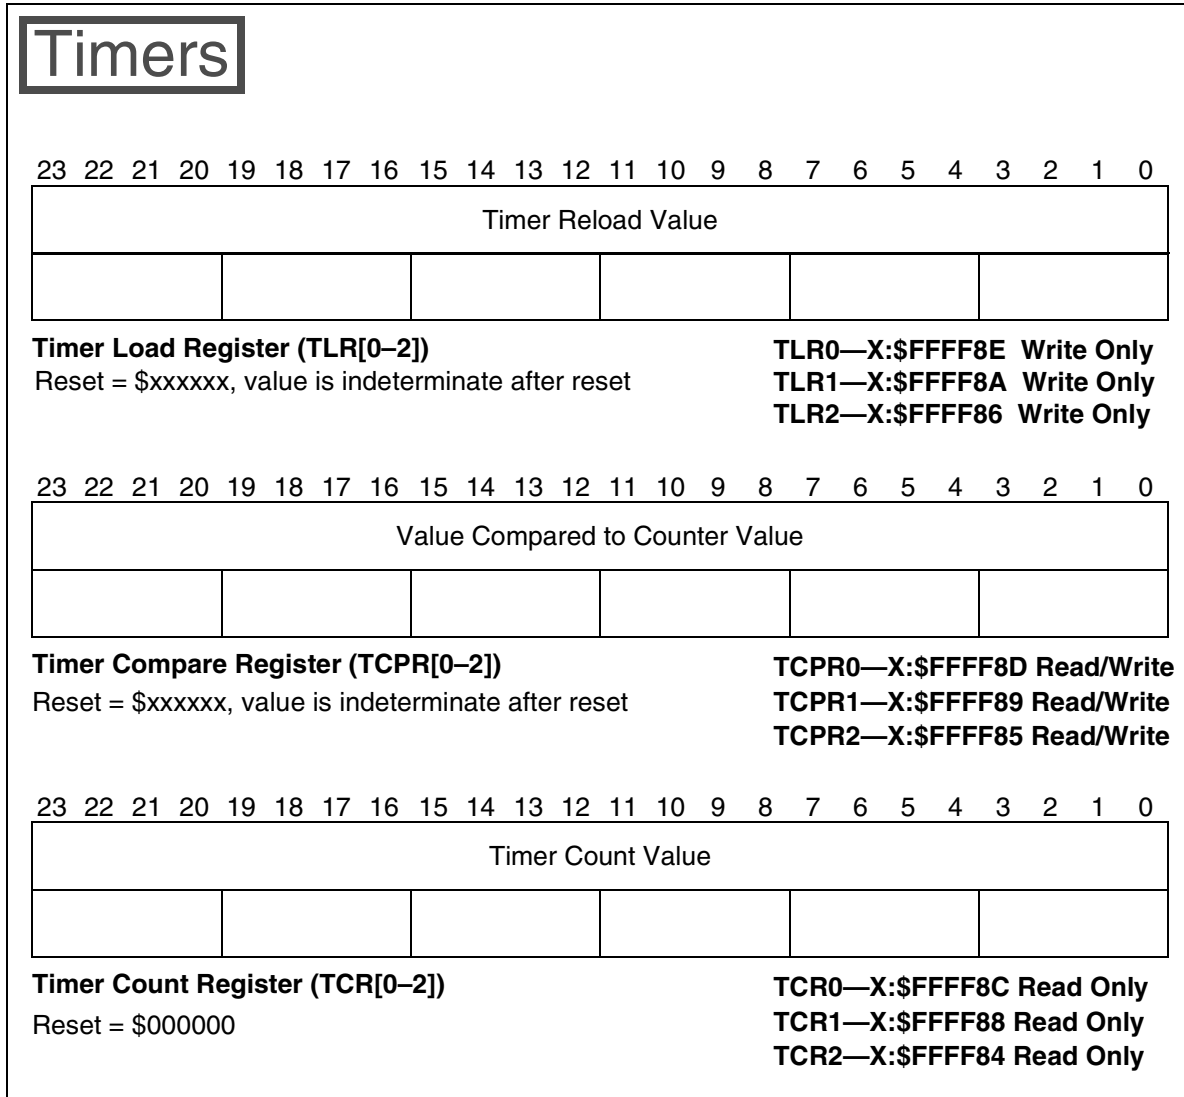 Timers
23 22 21 20 19 18 17 16 15 14 13 12 11 10 9 8 7 6 5 4 3 2 1 0
Timer Reload Value
Timer Load Register (TLR[0–2])
Reset = $xxxxxx, value is indeterminate after reset
TLR0—X:$FFFF8E Write Only
TLR1—X:$FFFF8A Write Only
TLR2—X:$FFFF86 Write Only
23 22 21 20 19 18 17 16 15 14 13 12 11 10 9 8 7 6 5 4 3 2 1 0
Value Compared to Counter Value
Timer Compare Register (TCPR[0–2])
Reset = $xxxxxx, value is indeterminate after reset
TCPR0—X:$FFFF8D Read/Write
TCPR1—X:$FFFF89 Read/Write
TCPR2—X:$FFFF85 Read/Write
23 22 21 20 19 18 17 16 15 14 13 12 11 10 9 8 7 6 5 4 3 2 1 0
Timer Count Value
Timer Count Register (TCR[0–2])
Reset = $000000
TCR0—X:$FFFF8C Read Only
TCR1—X:$FFFF88 Read Only
TCR2—X:$FFFF84 Read Only